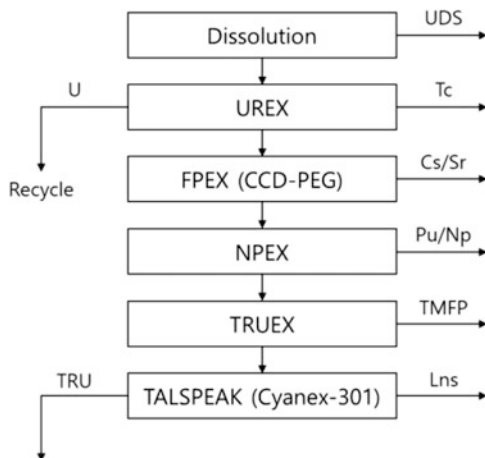 Dissolution
UDS
U
UREX
Tc
Recycle
FPEX (CCD-PEG)
Cs/Sr
NPEX
Pu/Np
TRUEX
TMFP
TRU
TALSPEAK (Cyanex-301)
Lns